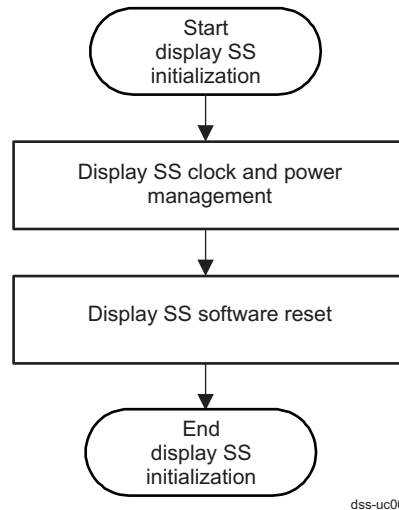 Start
display SS
initialization
Display SS clock and power
management
Display SS software reset
End
display SS
initialization